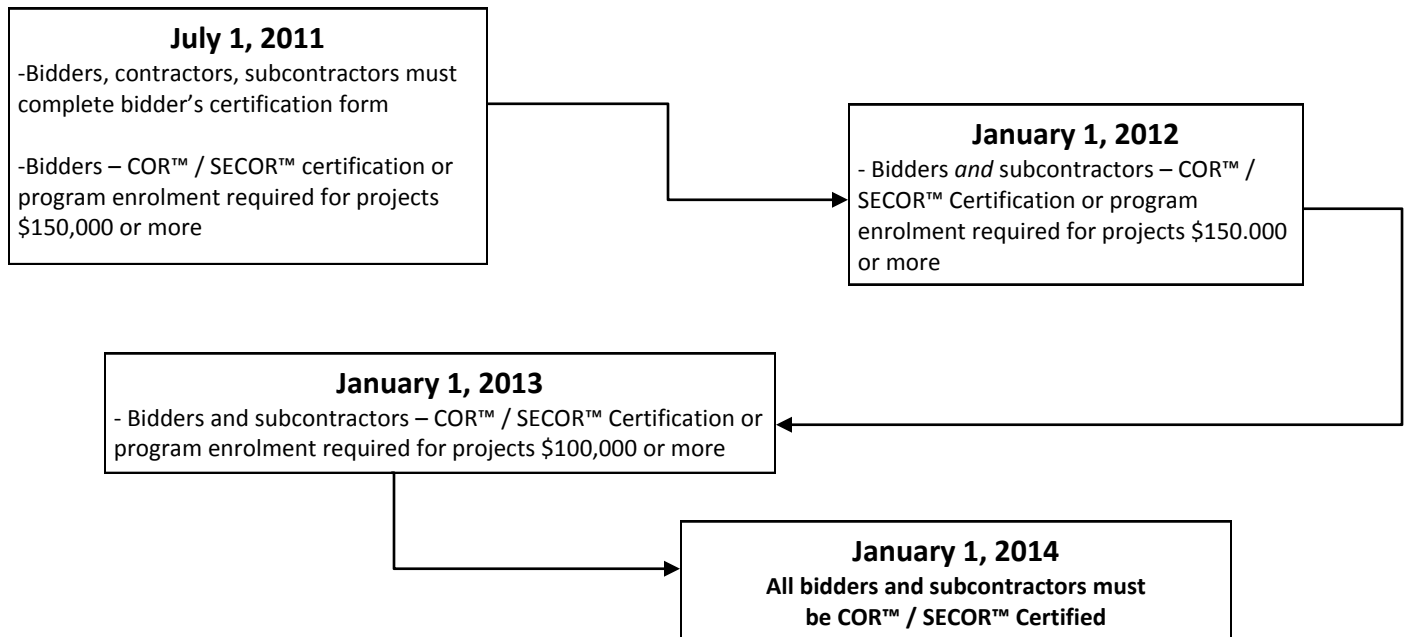 July 1, 2011
-Bidders, contractors, subcontractors must
complete bidder’s certification form
-Bidders – COR™ / SECOR™ certification or
program enrolment required for projects
$150,000 or more
January 1, 2012
- Bidders and subcontractors – COR™ /
SECOR™ Certification or program
enrolment required for projects $150.000
or more
January 1, 2013
- Bidders and subcontractors – COR™ / SECOR™ Certification or
program enrolment required for projects $100,000 or more
January 1, 2014
All bidders and subcontractors must
be COR™ / SECOR™ Certified